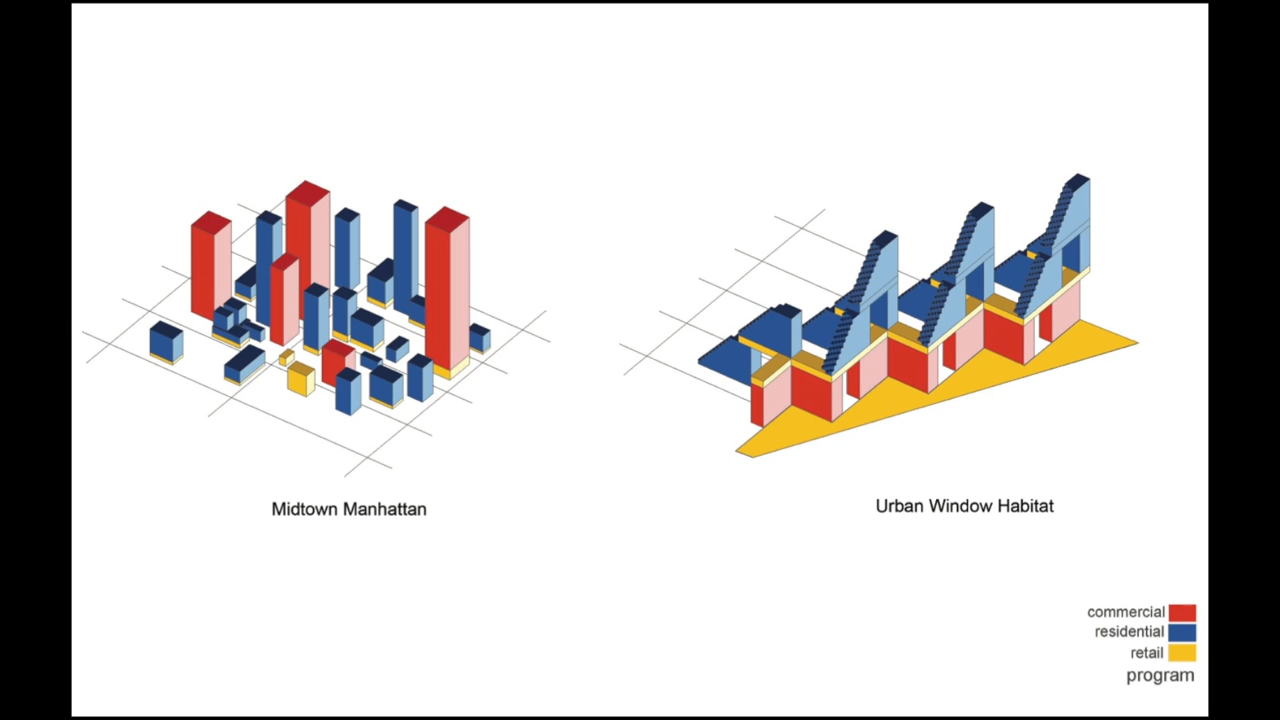 Midtown Manhattan
Urban Window Habitat
commercial
residential
retail
program